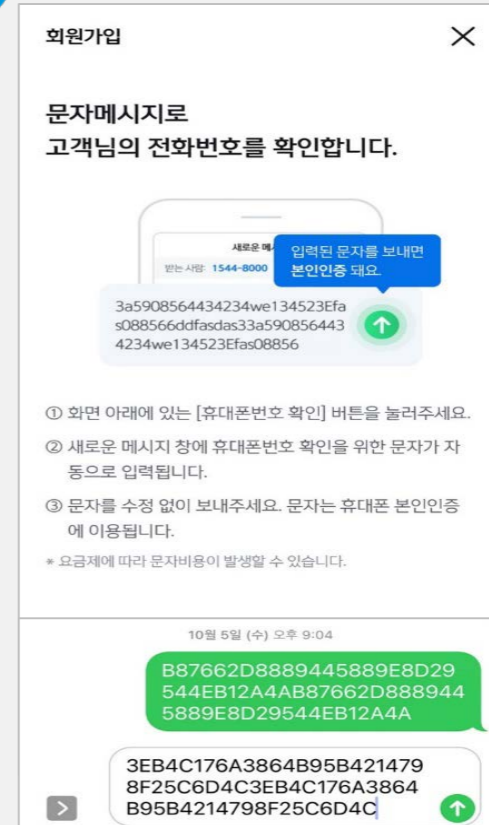 회원가입
문자메시지로
고객님의 전화번호를 확인합니다.
새로운 메
받는 사람: 1544-8000
입력된 문자를 보내면
본인인증 돼요.
3a5908564434234we134523Efa
s088566ddfasdas33a590856443
4234we134523Efas08856
① 화면 아래에 있는 [휴대폰번호 확인] 버튼을 눌러주세요.
② 새로운 메시지 창에 휴대폰번호 확인을 위한 문자가 자
동으로 입력됩니다.
③ 문자를 수정 없이 보내주세요. 문자는 휴대폰 본인인증
에 이용됩니다.
* 요금제에 따라 문자비용이 발생할 수 있습니다.
10월 5일 (수) 오후 9:04
B87662D8889445889E8D29
544EB12A4AB87662D888944
5889E8D29544EB12A4A
3EB4C176A3864B95B421479
8F25C6D4C3EB4C176A3864
B95B4214798F25C6D4C